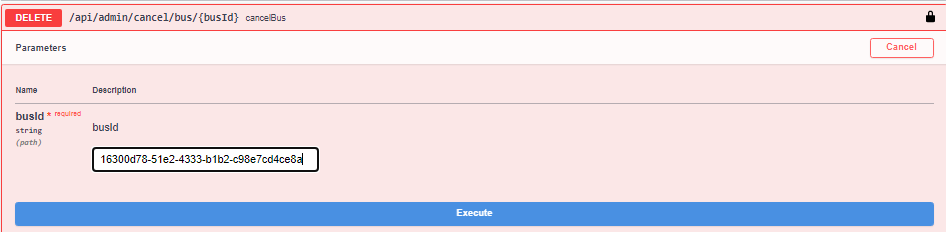 DELETE /api/admin/cancel/bus/{busId} cancelBus
Parameters Cancel
Name Description
busId * required
string
(path)
busId
16300d78-51e2-4333-b1b2-c98e7cd4ce8a
Execute